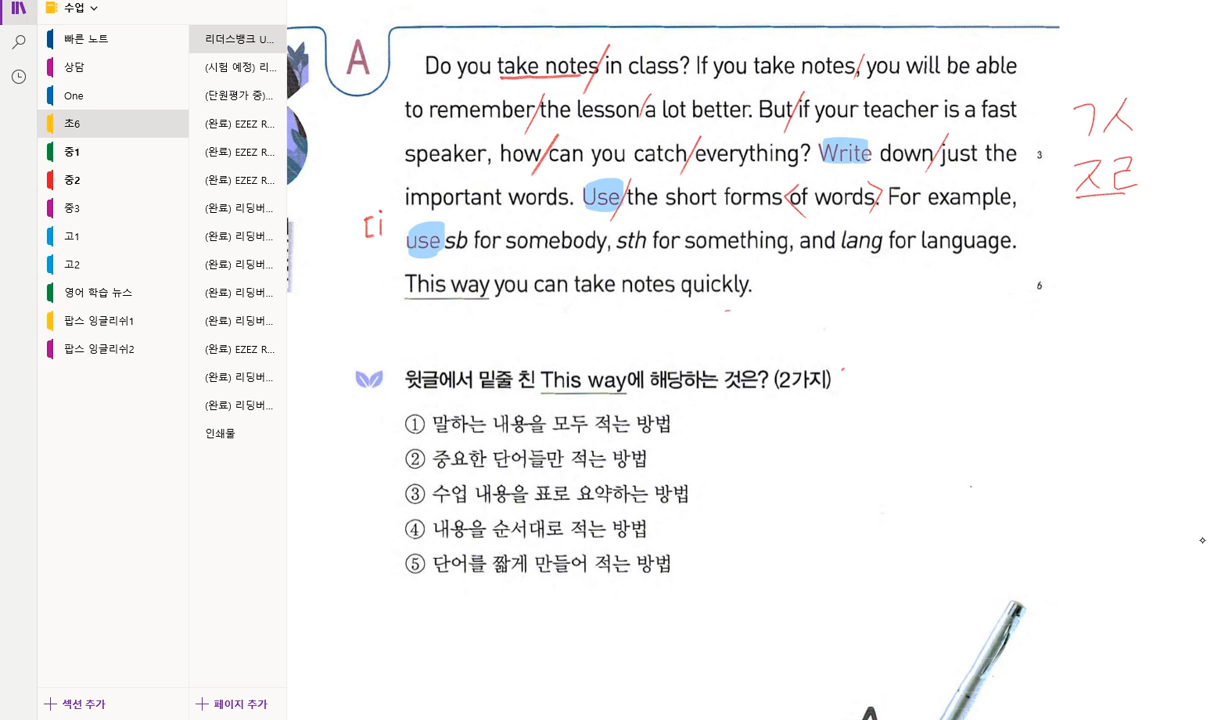 수업
빠른 노트
상담
One
초6
중1
중2
중3
고1
고2
영어 학습 뉴스
팝스 잉글리쉬1
팝스 잉글리쉬2
섹션 추가
리더스뱅크 U...
(시험 예정) 리...
(단원평가 중)...
(완료) EZEZ R...
(완료) EZEZ R...
(완료) EZEZ R...
(완료) 리딩버...
(완료) 리딩버...
(완료) 리딩버...
(완료) 리딩버...
(완료) 리딩버...
(완료) EZEZ R...
(완료) 리딩버...
(완료) 리딩버...
인쇄물
페이지 추가
A
Do you take notes in class? If you take notes, you will be able
to remember the lesson a lot better. But if your teacher is a fast
speaker, how can you catch everything? Write down just the
3
important words. Use the short forms of words. For example,
use sb for somebody, sth for something, and lang for language.
This way you can take notes quickly.
6
윗글에서 밑줄 친 This way에 해당하는 것은? (2가지)
① 말하는 내용을 모두 적는 방법
② 중요한 단어들만 적는 방법
③ 수업 내용을 표로 요약하는 방법
④ 내용을 순서대로 적는 방법
⑤ 단어를 짧게 만들어 적는 방법